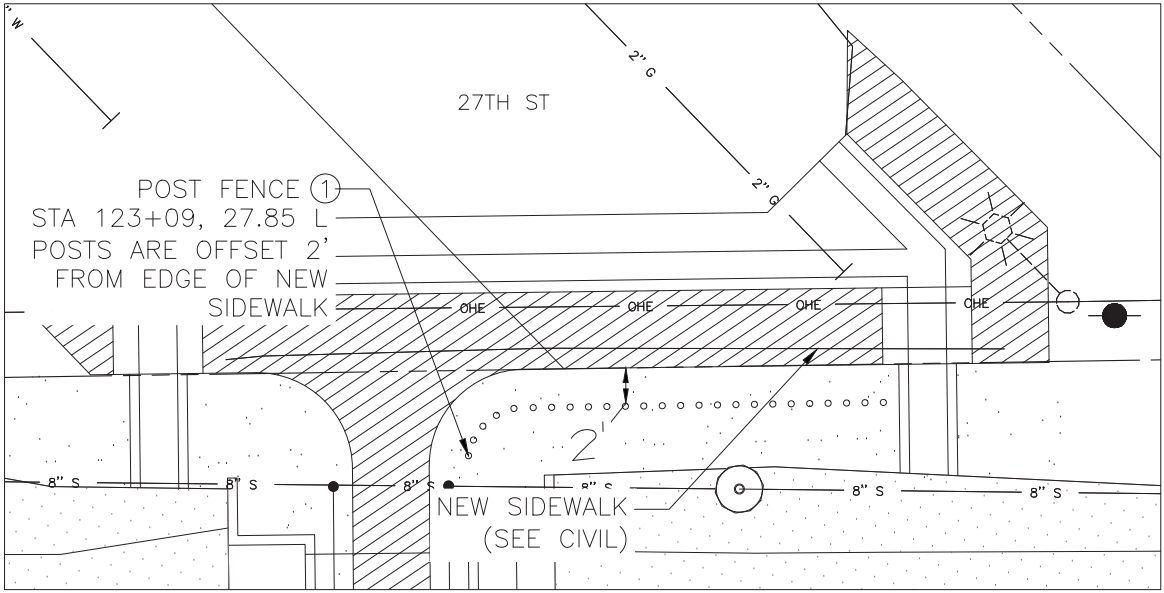 " W
2" G
27TH ST
2" G
POST FENCE 1
STA 123+09, 27.85 L
POSTS ARE OFFSET 2'
FROM EDGE OF NEW
SIDEWALK
OHE OHE OHE OHE
2'
8" S 8" S 8" S 8" S 8" S 8" S
NEW SIDEWALK
(SEE CIVIL)